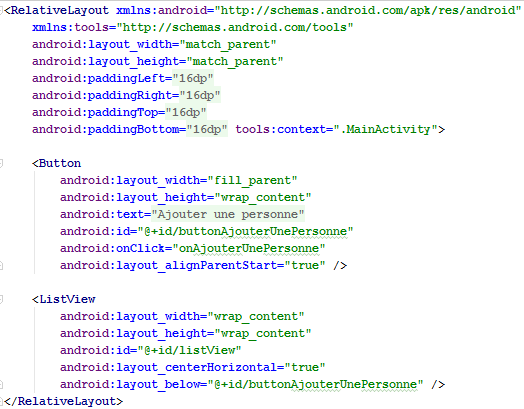 <RelativeLayout xmlns:android="http://schemas.android.com/apk/res/android"
xmlns:tools="http://schemas.android.com/tools"
android:layout_width="match_parent"
android:layout_height="match_parent"
android:paddingLeft="16dp"
android:paddingRight="16dp"
android:paddingTop="16dp"
android:paddingBottom="16dp" tools:context=".MainActivity">
<Button
android:layout_width="fill_parent"
android:layout_height="wrap_content"
android:text="Ajouter une personne"
android:id="@+id/buttonAjouterUnePersonne"
android:onClick="onAjouterUnePersonne"
android:layout_alignParentStart="true" />
<ListView
android:layout_width="wrap_content"
android:layout_height="wrap_content"
android:id="@+id/listView"
android:layout_centerHorizontal="true"
android:layout_below="@+id/buttonAjouterUnePersonne" />
</RelativeLayout>